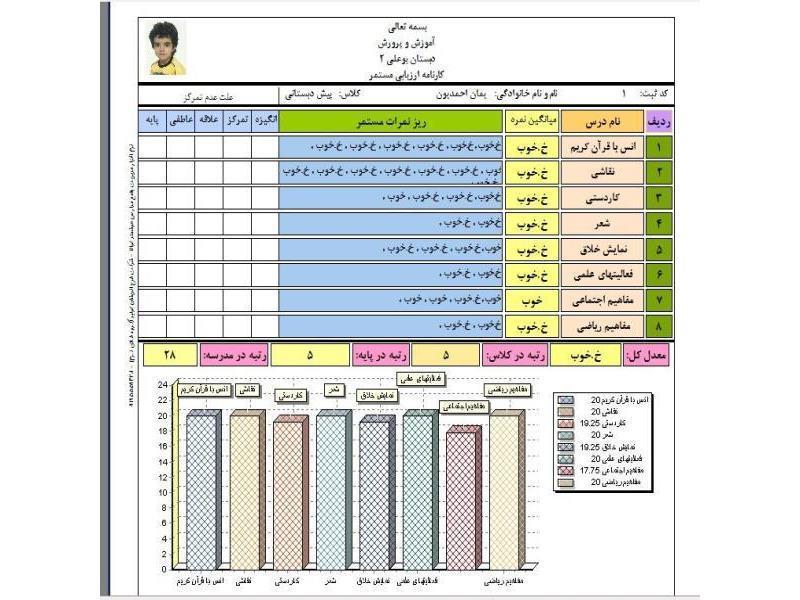 بسمه تعالی
آموزش و پرورش
دبستان بوعلی ۲
کارنامه ارزیابی مستمر
کد ثبت: ۱ نام و نام خانوادگی: یمان احمدیون کلاس: پیش دبستانی علت عدم تمرکز
ردیف نام درس میانگین نمره ریز نمرات مستمر انگیزه تمرکز علاقه عاطفی پایه
۱ انس با قرآن کریم خ.خوب خ.خوب،خ.خوب ، خ.خوب ، خ.خوب ، خ.خوب ، خ.خوب ،
۲ نقاشی خ.خوب خوب ، خ.خوب ، خ.خوب ، خ.خوب ، خ.خوب ، خ.خوب ، خ.خوب
۳ کاردستی خ.خوب خ.خوب،خ.خوب ، خ.خوب ، خوب ،
۴ شعر خ.خوب خ.خوب ، خ.خوب ،
۵ نمایش خلاق خ.خوب خوب،خ.خوب ، خ.خوب ، خ.خوب ،
۶ فعالیتهای علمی خ.خوب خ.خوب ، خ.خوب ،
۷ مفاهیم اجتماعی خوب خوب،خ.خوب ، خوب ، خوب ،
۸ مفاهیم ریاضی خ.خوب خ.خوب ، خ.خوب ،
معدل کل: خ.خوب رتبه در کلاس: ۵ رتبه در پایه: ۵ رتبه در مدرسه: ۲۸
فعالیتهای علمی
انس با قرآن کریم نقاشی شعر مفاهیم ریاضی
کاردستی نمایش خلاق
مفاهیم اجتماعی
24
22
20
18
16
14
12
10
8
6
4
2
0
انس با قرآن کریم نقاشی کاردستی شعر نمایش خلاق فعالیتهای علمی مفاهیم ریاضی
20 انس با قرآن کریم
20 نقاشی
19.25 کاردستی
20 شعر
19.25 نمایش خلاق
20 فعالیتهای علمی
17.75 مفاهیم اجتماعی
20 مفاهیم ریاضی